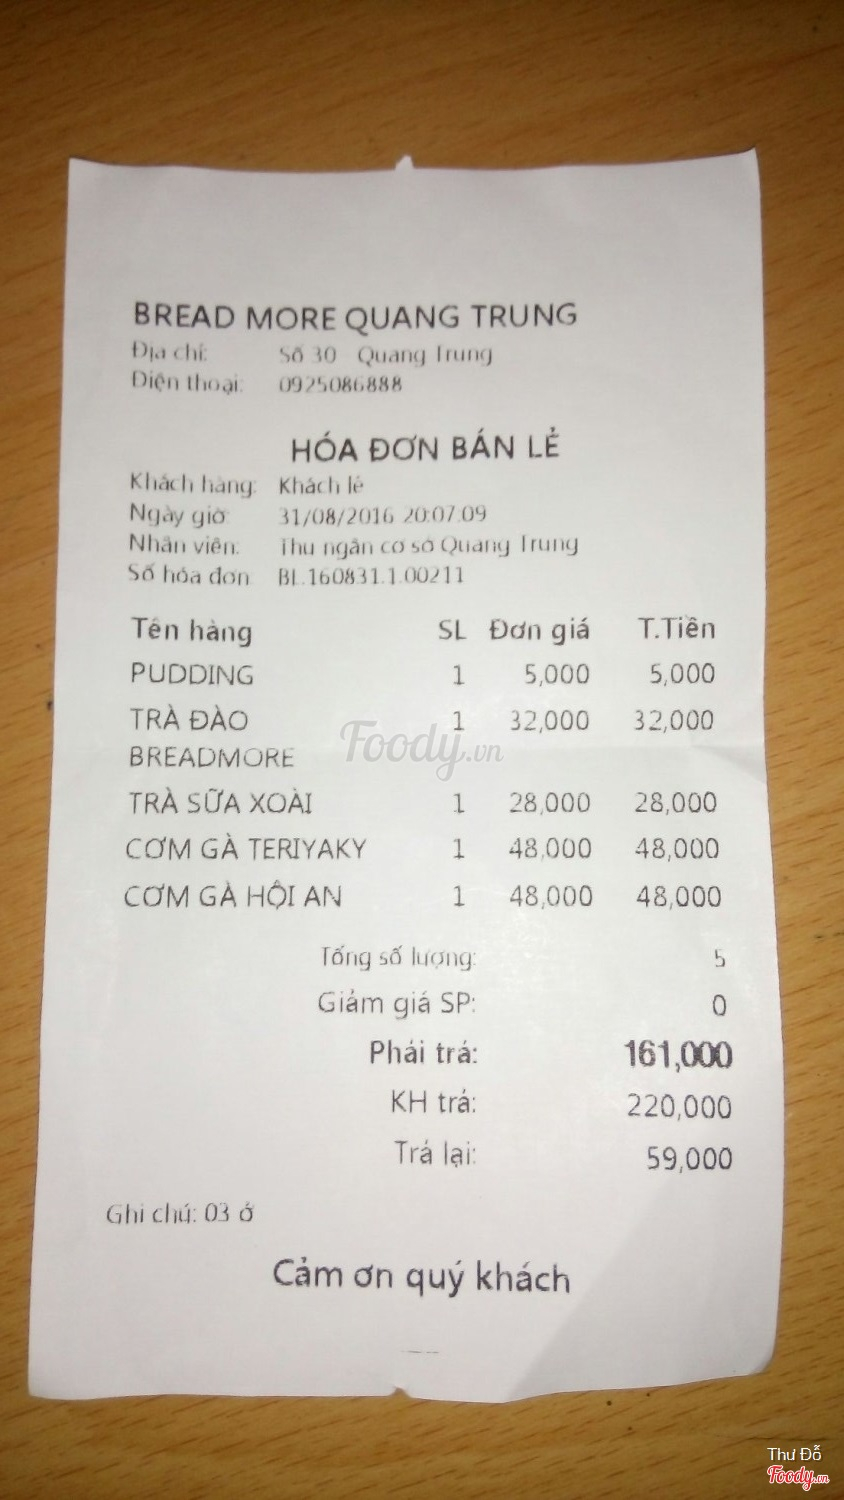 BREAD MORE QUANG TRUNG
Địa chỉ: Số 30 Quang Trung
Điện thoại: 0925086888
HÓA ĐƠN BÁN LẺ
Khách hàng: Khách lẻ
Ngày giờ: 31/08/2016 20:07:09
Nhân viên: Thu ngân cơ sở Quang Trung
Số hóa đơn: BL.160831.1.00211
Tên hàng SL Đơn giá T.Tiền
PUDDING 1 5,000 5,000
TRÀ ĐÀO 1 32,000 32,000
BREADMORE
TRÀ SỮA XOÀI 1 28,000 28,000
CƠM GÀ TERIYAKY 1 48,000 48,000
CƠM GÀ HỘI AN 1 48,000 48,000
Tổng số lượng: 5
Giảm giá SP: 0
Phải trả: 161,000
KH trả: 220,000
Trả lại: 59,000
Ghi chú: 03 ở
Cảm ơn quý khách
Foody.vn
Thư Đỗ
Foody.vn